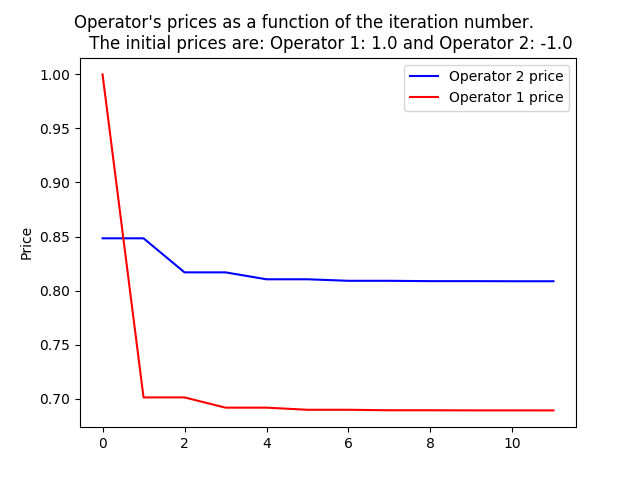 Operator's prices as a function of the iteration number.
The initial prices are: Operator 1: 1.0 and Operator 2: -1.0
Operator 2 price
Operator 1 price
1.00
0.95
0.90
0.85
0.80
0.75
0.70
Price
0 2 4 6 8 10